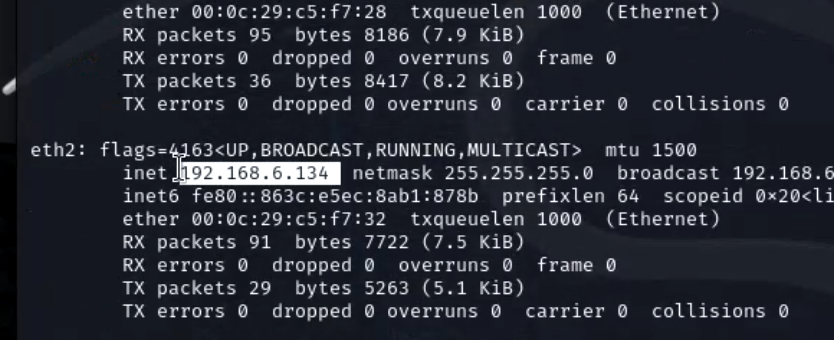 ether 00:0c:29:c5:f7:28 txqueuelen 1000 (Ethernet)
RX packets 95 bytes 8186 (7.9 KiB)
RX errors 0 dropped 0 overruns 0 frame 0
TX packets 36 bytes 8417 (8.2 KiB)
TX errors 0 dropped 0 overruns 0 carrier 0 collisions 0
eth2: flags=4163<UP,BROADCAST,RUNNING,MULTICAST> mtu 1500
inet 192.168.6.134 netmask 255.255.255.0 broadcast 192.168.6
inet6 fe80::863c:e5ec:8ab1:878b prefixlen 64 scopeid 0x20<li
ether 00:0c:29:c5:f7:32 txqueuelen 1000 (Ethernet)
RX packets 91 bytes 7722 (7.5 KiB)
RX errors 0 dropped 0 overruns 0 frame 0
TX packets 29 bytes 5263 (5.1 KiB)
TX errors 0 dropped 0 overruns 0 carrier 0 collisions 0